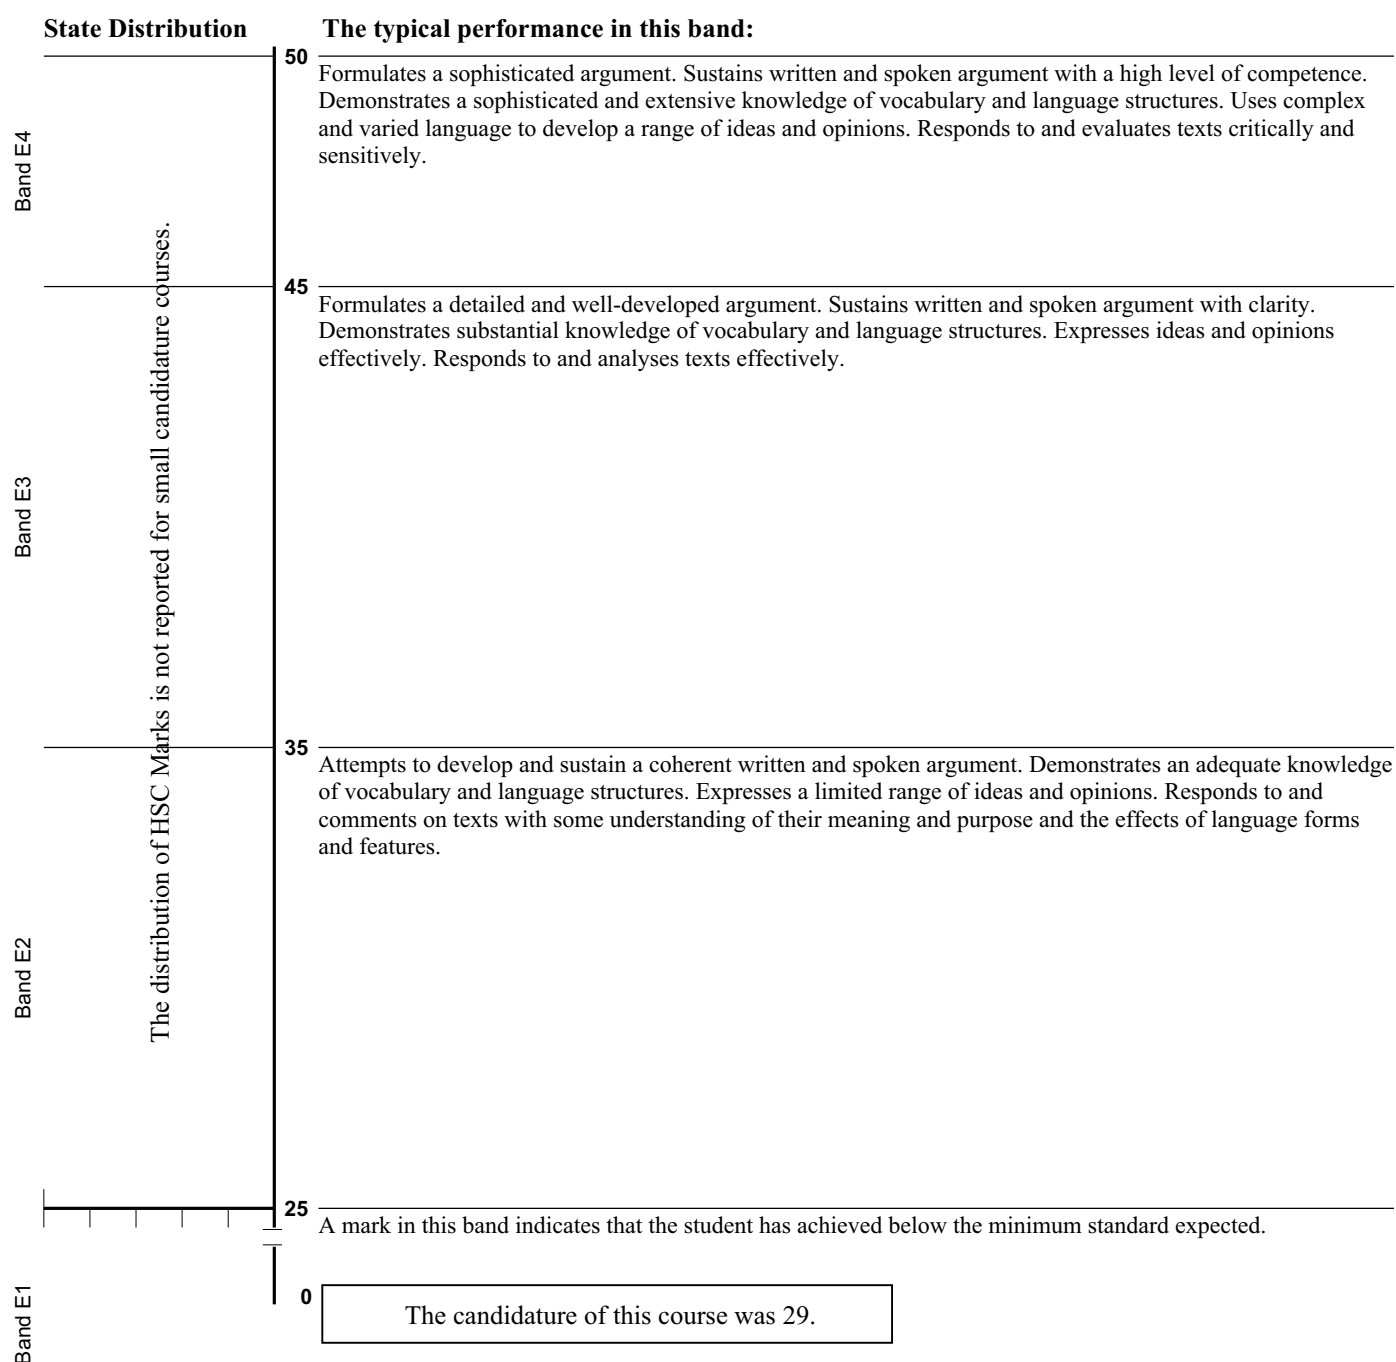 State Distribution
The typical performance in this band:
50
Formulates a sophisticated argument. Sustains written and spoken argument with a high level of competence.
Demonstrates a sophisticated and extensive knowledge of vocabulary and language structures. Uses complex
and varied language to develop a range of ideas and opinions. Responds to and evaluates texts critically and
sensitively.
Band E4
45
Formulates a detailed and well-developed argument. Sustains written and spoken argument with clarity.
Demonstrates substantial knowledge of vocabulary and language structures. Expresses ideas and opinions
effectively. Responds to and analyses texts effectively.
Band E3
The distribution of HSC Marks is not reported for small candidature courses.
35
Attempts to develop and sustain a coherent written and spoken argument. Demonstrates an adequate knowledge
of vocabulary and language structures. Expresses a limited range of ideas and opinions. Responds to and
comments on texts with some understanding of their meaning and purpose and the effects of language forms
and features.
Band E2
25
A mark in this band indicates that the student has achieved below the minimum standard expected.
0
The candidature of this course was 29.
Band E1